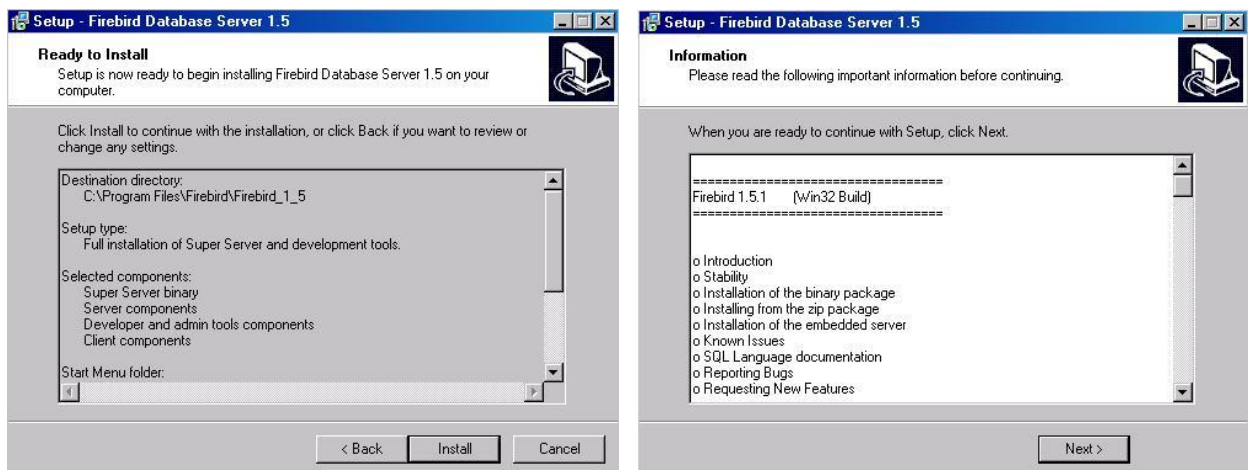 Setup - Firebird Database Server 1.5
Ready to Install
Setup is now ready to begin installing Firebird Database Server 1.5 on your
computer.
Click Install to continue with the installation, or click Back if you want to review or
change any settings.
Destination directory:
C:\Program Files\Firebird\Firebird_1_5
Setup type:
Full installation of Super Server and development tools.
Selected components:
Super Server binary
Server components
Developer and admin tools components
Client components
Start Menu folder:
< Back
Install
Cancel
Setup - Firebird Database Server 1.5
Information
Please read the following important information before continuing.
When you are ready to continue with Setup, click Next.
==================================
Firebird 1.5.1 (Win32 Build)
==================================
o Introduction
o Stability
o Installation of the binary package
o Installing from the zip package
o Installation of the embedded server
o Known Issues
o SQL Language documentation
o Reporting Bugs
o Requesting New Features
Next >